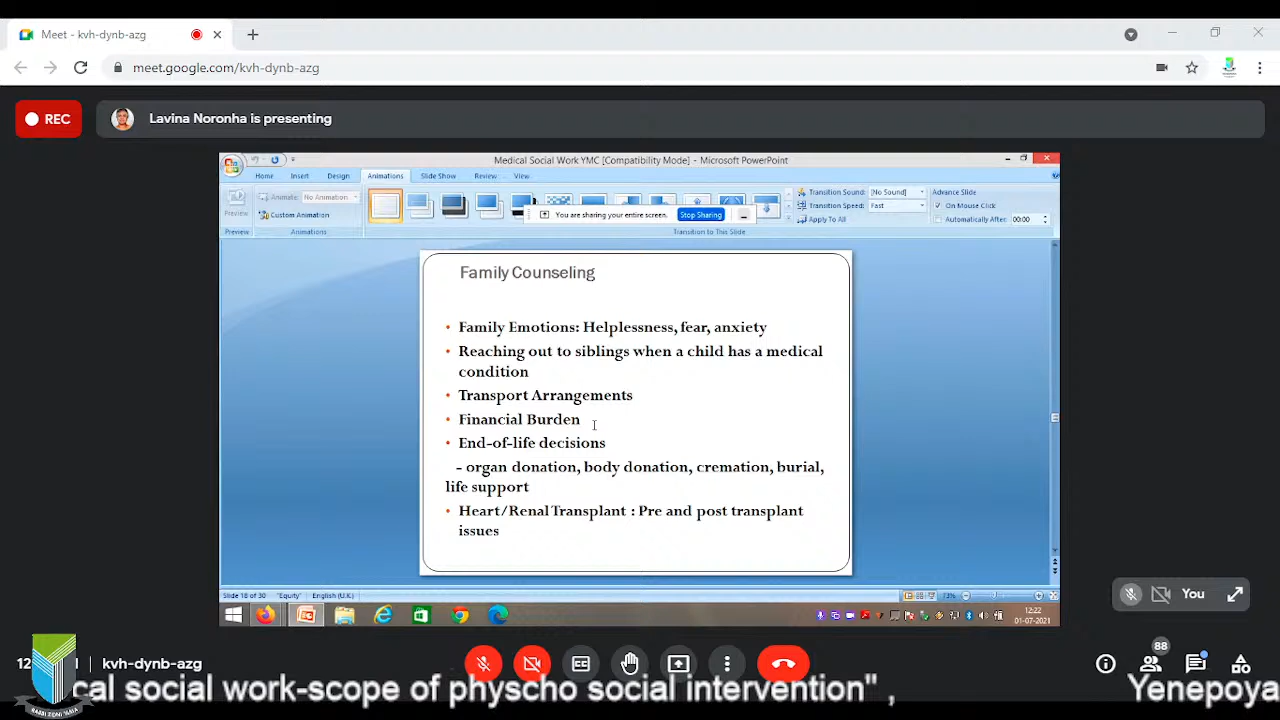 Meet - kvh-dynb-azg
meet.google.com/kvh-dynb-azg
REC
Lavina Noronha is presenting
Medical Social Work YMC [Compatibility Mode] - Microsoft PowerPoint
Home Insert Design Animations Slide Show Review View
Preview
Animate: No Animation
Custom Animation
You are sharing your entire screen.
Stop Sharing
Transition Sound: [No Sound]
Transition Speed: Fast
Apply To All
Advance Slide
On Mouse Click
Automatically After: 00:00
Preview Animations Transition to This Slide
Family Counseling
• Family Emotions: Helplessness, fear, anxiety
• Reaching out to siblings when a child has a medical
condition
• Transport Arrangements
• Financial Burden
• End-of-life decisions
- organ donation, body donation, cremation, burial,
life support
• Heart/Renal Transplant : Pre and post transplant
issues
Slide 18 of 30 "Equity" English (U.K.) 73%
12:22
01-07-2021
You
88
kvh-dynb-azg
cal social work-scope of physcho social intervention" , Yenepoya